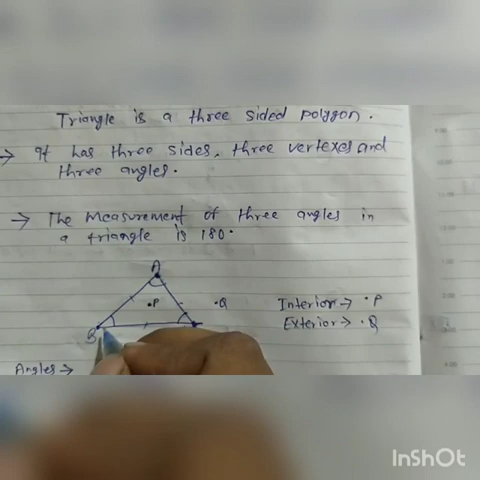 Triangle is a three sided polygon.
→ It has three sides, three vertexes and
three angles.
→ The measurement of three angles in
a triangle is 180°
A
•P
•Q
Interior → •P
Exterior → •Q
B
Angles →
InShOt